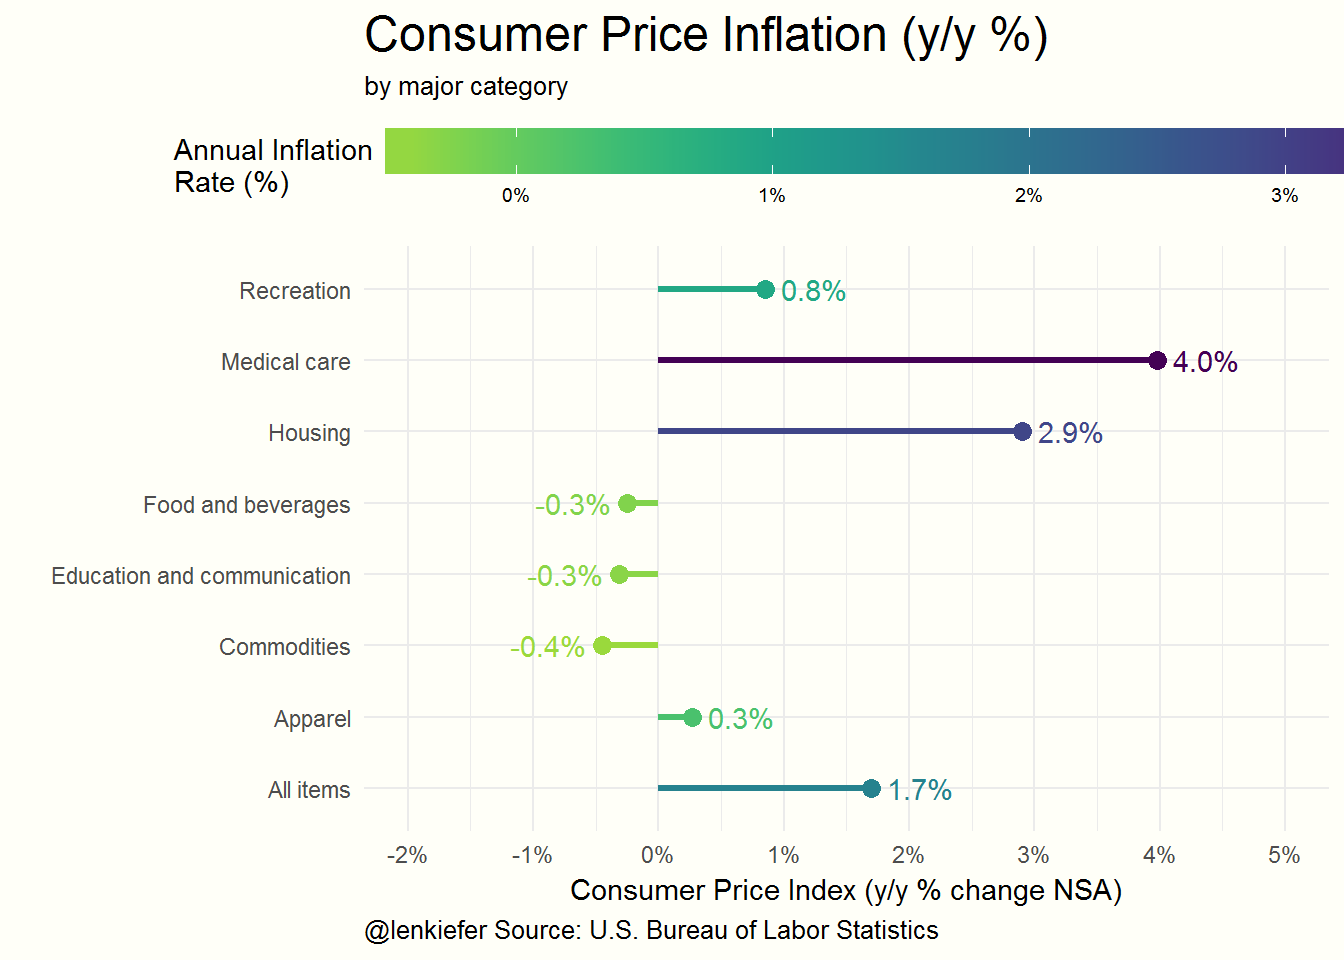 Consumer Price Inflation (y/y %)
by major category
Annual Inflation
Rate (%)
0% 1% 2% 3%
Recreation 0.8%
Medical care 4.0%
Housing 2.9%
Food and beverages -0.3%
Education and communication -0.3%
Commodities -0.4%
Apparel 0.3%
All items 1.7%
-2% -1% 0% 1% 2% 3% 4% 5%
Consumer Price Index (y/y % change NSA)
@lenkiefer Source: U.S. Bureau of Labor Statistics